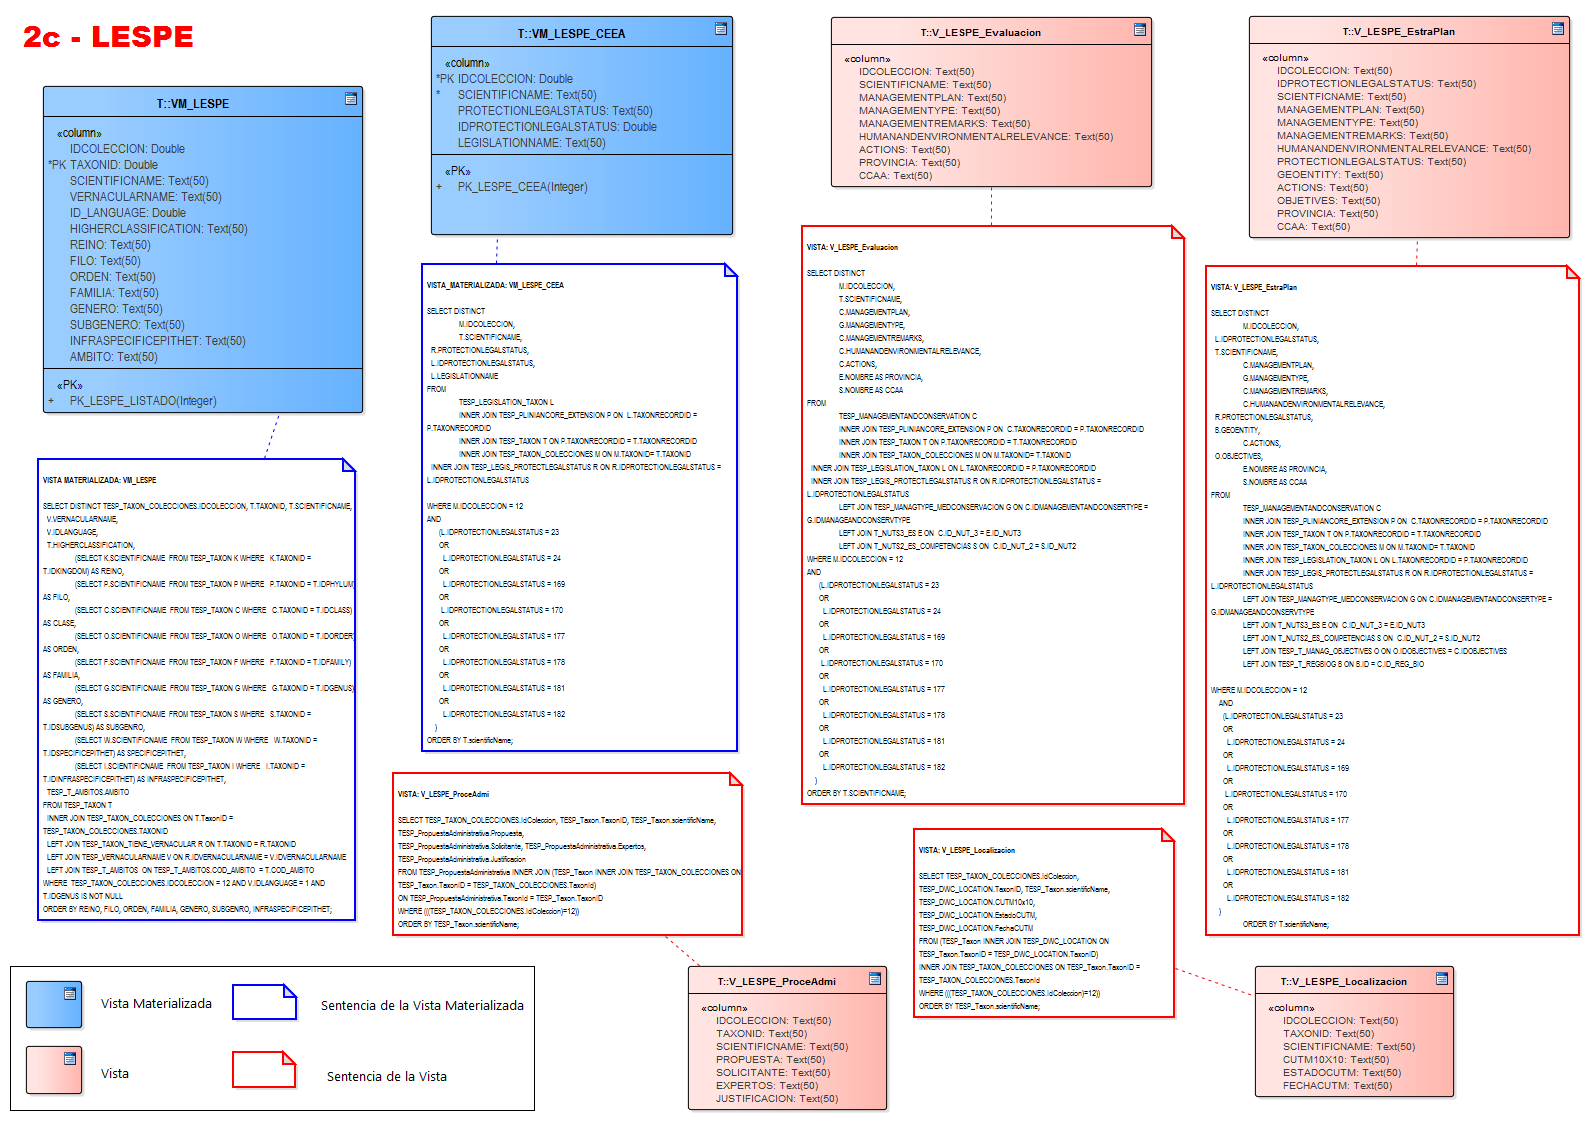 2c - LESPE
T::VM_LESPE
«column»
IDCOLECCION: Double
*PK TAXONID: Double
SCIENTIFICNAME: Text(50)
VERNACULARNAME: Text(50)
ID_LANGUAGE: Double
HIGHERCLASSIFICATION: Text(50)
REINO: Text(50)
FILO: Text(50)
ORDEN: Text(50)
FAMILIA: Text(50)
GENERO: Text(50)
SUBGENERO: Text(50)
INFRASPECIFICEPITHET: Text(50)
AMBITO: Text(50)
«PK»
+ PK_LESPE_LISTADO(Integer)
VISTA MATERIALIZADA: VM_LESPE
SELECT DISTINCT TESP_TAXON_COLECCIONES.IDCOLECCION, T.TAXONID, T.SCIENTIFICNAME,
V.VERNACULARNAME,
V.IDLANGUAGE,
T.HIGHERCLASSIFICATION,
(SELECT K.SCIENTIFICNAME FROM TESP_TAXON K WHERE K.TAXONID =
T.IDKINGDOM) AS REINO,
(SELECT P.SCIENTIFICNAME FROM TESP_TAXON P WHERE P.TAXONID = T.IDPHYLUM)
AS FILO,
(SELECT C.SCIENTIFICNAME FROM TESP_TAXON C WHERE C.TAXONID = T.IDCLASS)
AS CLASE,
(SELECT O.SCIENTIFICNAME FROM TESP_TAXON O WHERE O.TAXONID = T.IDORDER)
AS ORDEN,
(SELECT F.SCIENTIFICNAME FROM TESP_TAXON F WHERE F.TAXONID = T.IDFAMILY)
AS FAMILIA,
(SELECT G.SCIENTIFICNAME FROM TESP_TAXON G WHERE G.TAXONID = T.IDGENUS)
AS GENERO,
(SELECT S.SCIENTIFICNAME FROM TESP_TAXON S WHERE S.TAXONID =
T.IDSUBGENUS) AS SUBGENRO,
(SELECT W.SCIENTIFICNAME FROM TESP_TAXON W WHERE W.TAXONID =
T.IDSPECIFICEPITHET) AS SPECIFICEPITHET,
(SELECT I.SCIENTIFICNAME FROM TESP_TAXON I WHERE I.TAXONID =
T.IDINFRASPECIFICEPITHET) AS INFRASPECIFICEPITHET,
TESP_T_AMBITOS.AMBITO
FROM TESP_TAXON T
INNER JOIN TESP_TAXON_COLECCIONES ON T.TaxonID =
TESP_TAXON_COLECCIONES.TAXONID
LEFT JOIN TESP_TAXON_TIENE_VERNACULAR R ON T.TAXONID = R.TAXONID
LEFT JOIN TESP_VERNACULARNAME V ON R.IDVERNACULARNAME = V.IDVERNACULARNAME
LEFT JOIN TESP_T_AMBITOS ON TESP_T_AMBITOS.COD_AMBITO = T.COD_AMBITO
WHERE TESP_TAXON_COLECCIONES.IDCOLECCION = 12 AND V.IDLANGUAGE = 1 AND
T.IDGENUS IS NOT NULL
ORDER BY REINO, FILO, ORDEN, FAMILIA, GENERO, SUBGENRO, INFRASPECIFICEPITHET;
T::VM_LESPE_CEEA
«column»
*PK IDCOLECCION: Double
* SCIENTIFICNAME: Text(50)
PROTECTIONLEGALSTATUS: Text(50)
IDPROTECTIONLEGALSTATUS: Double
LEGISLATIONNAME: Text(50)
«PK»
+ PK_LESPE_CEEA(Integer)
VISTA_MATERIALIZADA: VM_LESPE_CEEA
SELECT DISTINCT
M.IDCOLECCION,
T.SCIENTIFICNAME,
R.PROTECTIONLEGALSTATUS,
L.IDPROTECTIONLEGALSTATUS,
L.LEGISLATIONNAME
FROM
TESP_LEGISLATION_TAXON L
INNER JOIN TESP_PLINIANCORE_EXTENSION P ON L.TAXONRECORDID =
P.TAXONRECORDID
INNER JOIN TESP_TAXON T ON P.TAXONRECORDID = T.TAXONRECORDID
INNER JOIN TESP_TAXON_COLECCIONES M ON M.TAXONID= T.TAXONID
INNER JOIN TESP_LEGIS_PROTECTLEGALSTATUS R ON R.IDPROTECTIONLEGALSTATUS =
L.IDPROTECTIONLEGALSTATUS
WHERE M.IDCOLECCION = 12
AND
(L.IDPROTECTIONLEGALSTATUS = 23
OR
L.IDPROTECTIONLEGALSTATUS = 24
OR
L.IDPROTECTIONLEGALSTATUS = 169
OR
L.IDPROTECTIONLEGALSTATUS = 170
OR
L.IDPROTECTIONLEGALSTATUS = 177
OR
L.IDPROTECTIONLEGALSTATUS = 178
OR
L.IDPROTECTIONLEGALSTATUS = 181
OR
L.IDPROTECTIONLEGALSTATUS = 182
)
ORDER BY T.scientificName;
T::V_LESPE_Evaluacion
«column»
IDCOLECCION: Text(50)
SCIENTIFICNAME: Text(50)
MANAGEMENTPLAN: Text(50)
MANAGEMENTYPE: Text(50)
MANAGEMENTREMARKS: Text(50)
HUMANANDENVIRONMENTALRELEVANCE: Text(50)
ACTIONS: Text(50)
PROVINCIA: Text(50)
CCAA: Text(50)
VISTA: V_LESPE_Evaluacion
SELECT DISTINCT
M.IDCOLECCION,
T.SCIENTIFICNAME,
C.MANAGEMENTPLAN,
G.MANAGEMENTYPE,
C.MANAGEMENTREMARKS,
C.HUMANANDENVIRONMENTALRELEVANCE,
C.ACTIONS,
E.NOMBRE AS PROVINCIA,
S.NOMBRE AS CCAA
FROM
TESP_MANAGEMENTANDCONSERVATION C
INNER JOIN TESP_PLINIANCORE_EXTENSION P ON C.TAXONRECORDID = P.TAXONRECORDID
INNER JOIN TESP_TAXON T ON P.TAXONRECORDID = T.TAXONRECORDID
INNER JOIN TESP_TAXON_COLECCIONES M ON M.TAXONID= T.TAXONID
INNER JOIN TESP_LEGISLATION_TAXON L ON L.TAXONRECORDID = P.TAXONRECORDID
INNER JOIN TESP_LEGIS_PROTECTLEGALSTATUS R ON R.IDPROTECTIONLEGALSTATUS =
L.IDPROTECTIONLEGALSTATUS
LEFT JOIN TESP_MANAGTYPE_MEDCONSERVACION G ON C.IDMANAGEMENTANDCONSERTYPE =
G.IDMANAGEANDCONSERVTYPE
LEFT JOIN T_NUTS3_ES E ON C.ID_NUT_3 = E.ID_NUT3
LEFT JOIN T_NUTS2_ES_COMPETENCIAS S ON C.ID_NUT_2 = S.ID_NUT2
WHERE M.IDCOLECCION = 12
AND
(L.IDPROTECTIONLEGALSTATUS = 23
OR
L.IDPROTECTIONLEGALSTATUS = 24
OR
L.IDPROTECTIONLEGALSTATUS = 169
OR
L.IDPROTECTIONLEGALSTATUS = 170
OR
L.IDPROTECTIONLEGALSTATUS = 177
OR
L.IDPROTECTIONLEGALSTATUS = 178
OR
L.IDPROTECTIONLEGALSTATUS = 181
OR
L.IDPROTECTIONLEGALSTATUS = 182
)
ORDER BY T.SCIENTIFICNAME;
T::V_LESPE_EstraPlan
«column»
IDCOLECCION: Text(50)
IDPROTECTIONLEGALSTATUS: Text(50)
SCIENTFICNAME: Text(50)
MANAGEMENTPLAN: Text(50)
MANAGEMENTYPE: Text(50)
MANAGEMENTREMARKS: Text(50)
HUMANANDENVIRONMENTALRELEVANCE: Text(50)
PROTECTIONLEGALSTATUS: Text(50)
GEOENTITY: Text(50)
ACTIONS: Text(50)
OBJETIVES: Text(50)
PROVINCIA: Text(50)
CCAA: Text(50)
VISTA: V_LESPE_EstraPlan
SELECT DISTINCT
M.IDCOLECCION,
L.IDPROTECTIONLEGALSTATUS,
T.SCIENTIFICNAME,
C.MANAGEMENTPLAN,
G.MANAGEMENTYPE,
C.MANAGEMENTREMARKS,
C.HUMANANDENVIRONMENTALRELEVANCE,
R.PROTECTIONLEGALSTATUS,
B.GEOENTITY,
C.ACTIONS,
O.OBJECTIVES,
E.NOMBRE AS PROVINCIA,
S.NOMBRE AS CCAA
FROM
TESP_MANAGEMENTANDCONSERVATION C
INNER JOIN TESP_PLINIANCORE_EXTENSION P ON C.TAXONRECORDID = P.TAXONRECORDID
INNER JOIN TESP_TAXON T ON P.TAXONRECORDID = T.TAXONRECORDID
INNER JOIN TESP_TAXON_COLECCIONES M ON M.TAXONID= T.TAXONID
INNER JOIN TESP_LEGISLATION_TAXON L ON L.TAXONRECORDID = P.TAXONRECORDID
INNER JOIN TESP_LEGIS_PROTECTLEGALSTATUS R ON R.IDPROTECTIONLEGALSTATUS =
L.IDPROTECTIONLEGALSTATUS
LEFT JOIN TESP_MANAGTYPE_MEDCONSERVACION G ON C.IDMANAGEMENTANDCONSERTYPE =
G.IDMANAGEANDCONSERVTYPE
LEFT JOIN T_NUTS3_ES E ON C.ID_NUT_3 = E.ID_NUT3
LEFT JOIN T_NUTS2_ES_COMPETENCIAS S ON C.ID_NUT_2 = S.ID_NUT2
LEFT JOIN TESP_T_MANAG_OBJECTIVES O ON O.IDOBJECTIVES = C.IDOBJECTIVES
LEFT JOIN TESP_T_REGBIOG B ON B.ID = C.ID_REG_BIO
WHERE M.IDCOLECCION = 12
AND
(L.IDPROTECTIONLEGALSTATUS = 23
OR
L.IDPROTECTIONLEGALSTATUS = 24
OR
L.IDPROTECTIONLEGALSTATUS = 169
OR
L.IDPROTECTIONLEGALSTATUS = 170
OR
L.IDPROTECTIONLEGALSTATUS = 177
OR
L.IDPROTECTIONLEGALSTATUS = 178
OR
L.IDPROTECTIONLEGALSTATUS = 181
OR
L.IDPROTECTIONLEGALSTATUS = 182
)
ORDER BY T.scientificName;
VISTA: V_LESPE_ProceAdmi
SELECT TESP_TAXON_COLECCIONES.IdColeccion, TESP_Taxon.TaxonID, TESP_Taxon.scientificName,
TESP_PropuestaAdministrativa.Propuesta,
TESP_PropuestaAdministrativa.Solicitante, TESP_PropuestaAdministrativa.Expertos,
TESP_PropuestaAdministrativa.Justificacion
FROM TESP_PropuestaAdministrativa INNER JOIN (TESP_Taxon INNER JOIN TESP_TAXON_COLECCIONES ON
TESP_Taxon.TaxonID = TESP_TAXON_COLECCIONES.TaxonId)
ON TESP_PropuestaAdministrativa.TaxonId = TESP_Taxon.TaxonID
WHERE (((TESP_TAXON_COLECCIONES.IdColeccion)=12))
ORDER BY TESP_Taxon.scientificName;
T::V_LESPE_ProceAdmi
«column»
IDCOLECCION: Text(50)
TAXONID: Text(50)
SCIENTIFICNAME: Text(50)
PROPUESTA: Text(50)
SOLICITANTE: Text(50)
EXPERTOS: Text(50)
JUSTIFICACION: Text(50)
VISTA: V_LESPE_Localizacion
SELECT TESP_TAXON_COLECCIONES.IdColeccion,
TESP_DWC_LOCATION.TaxonID, TESP_Taxon.scientificName,
TESP_DWC_LOCATION.CUTM10x10,
TESP_DWC_LOCATION.EstadoCUTM,
TESP_DWC_LOCATION.FechaCUTM
FROM (TESP_Taxon INNER JOIN TESP_DWC_LOCATION ON
TESP_Taxon.TaxonID = TESP_DWC_LOCATION.TaxonID)
INNER JOIN TESP_TAXON_COLECCIONES ON TESP_Taxon.TaxonID =
TESP_TAXON_COLECCIONES.TaxonId
WHERE (((TESP_TAXON_COLECCIONES.IdColeccion)=12))
ORDER BY TESP_Taxon.scientificName;
T::V_LESPE_Localizacion
«column»
IDCOLECCION: Text(50)
TAXONID: Text(50)
SCIENTIFICNAME: Text(50)
CUTM10X10: Text(50)
ESTADOCUTM: Text(50)
FECHACUTM: Text(50)
Vista Materializada
Sentencia de la Vista Materializada
Vista
Sentencia de la Vista